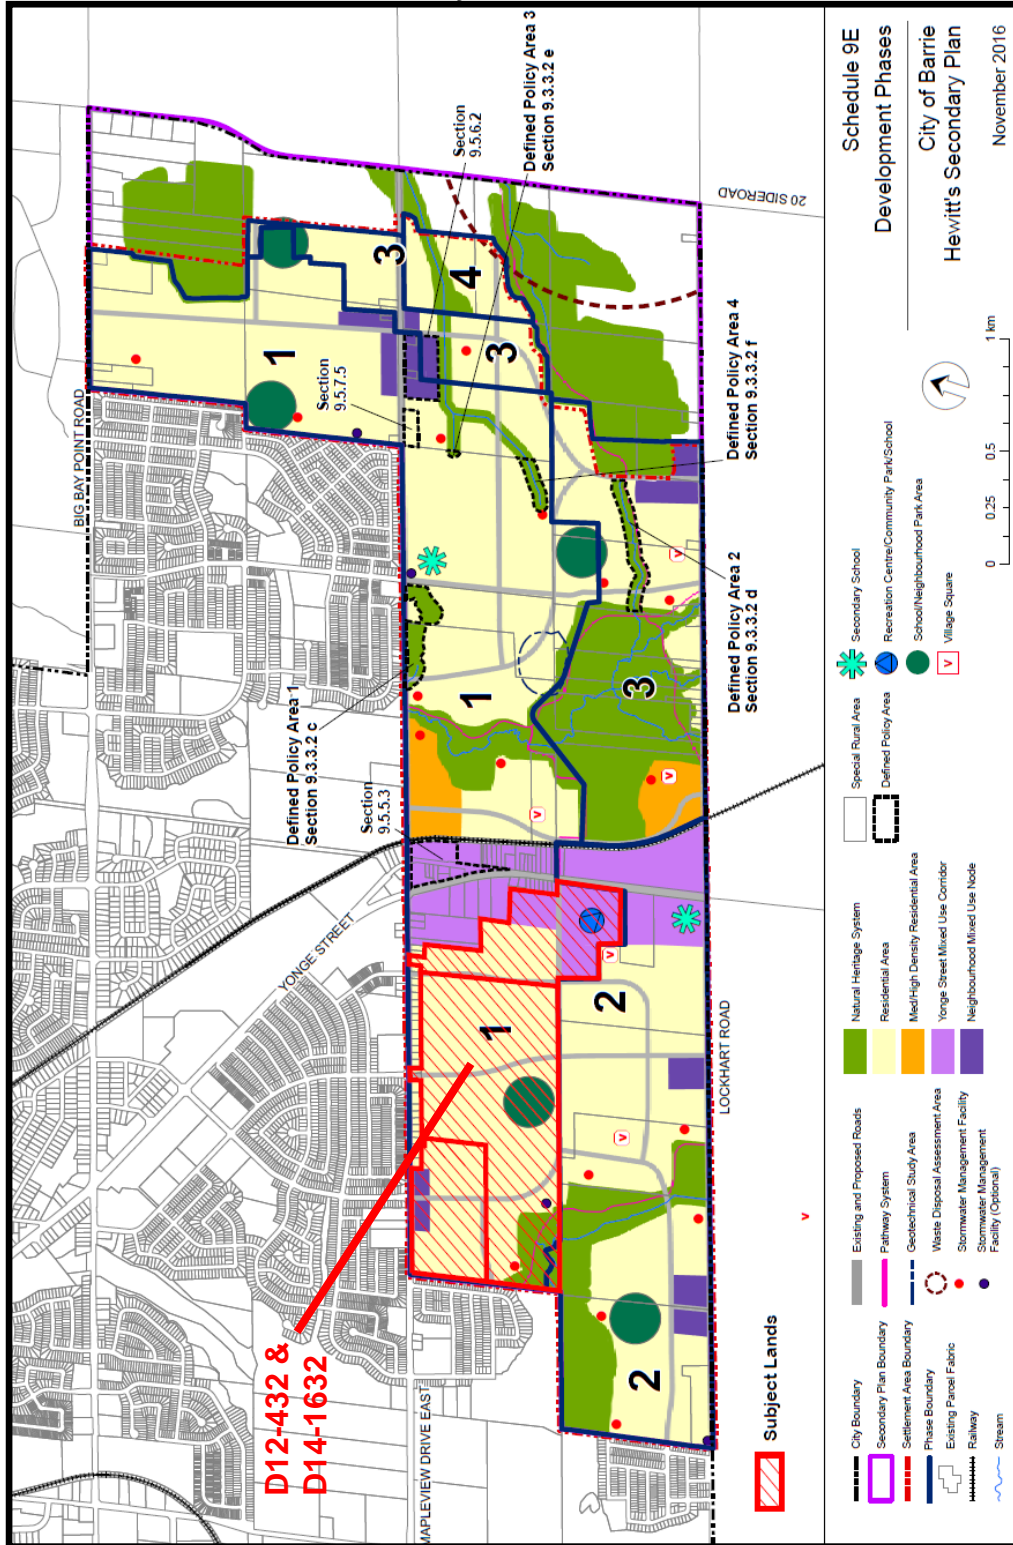 Schedule 9E
Development Phases
City of Barrie
Hewitt's Secondary Plan
November 2016
BIG BAY POINT ROAD
20 SIDEROAD
YONGE STREET
MAPLEVIEW DRIVE EAST
LOCKHART ROAD
D12-432 &
D14-1632
Defined Policy Area 1
Section 9.3.3.2 c
Section
9.5.5.3
Section
9.5.7.5
Section
9.5.6.2
Defined Policy Area 3
Section 9.3.3.2 e
Defined Policy Area 4
Section 9.3.3.2 f
Defined Policy Area 2
Section 9.3.3.2 d
1
3
4
3
1
3
1
2
2
V
V
V
V
V
V
Subject Lands
City Boundary
Secondary Plan Boundary
Settlement Area Boundary
Phase Boundary
Existing Parcel Fabric
Railway
Stream
Existing and Proposed Roads
Pathway System
Geotechnical Study Area
Waste Disposal Assessment Area
Stormwater Management Facility
Stormwater Management
Facility (Optional)
Natural Heritage System
Residential Area
Med/High Density Residential Area
Yonge Street Mixed Use Corridor
Neighbourhood Mixed Use Node
Special Rural Area
Defined Policy Area
Secondary School
Recreation Centre/Community Park/School
School/Neighbourhood Park Area
V Village Square
0 0.25 0.5 1 km